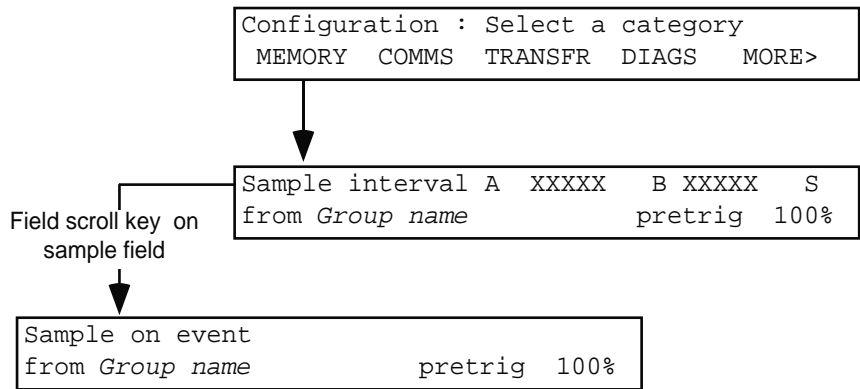 Configuration : Select a category
MEMORY COMMS TRANSFR DIAGS MORE>
Sample interval A XXXXX B XXXXX S
from Group name pretrig 100%
Field scroll key on
sample field
Sample on event
from Group name pretrig 100%